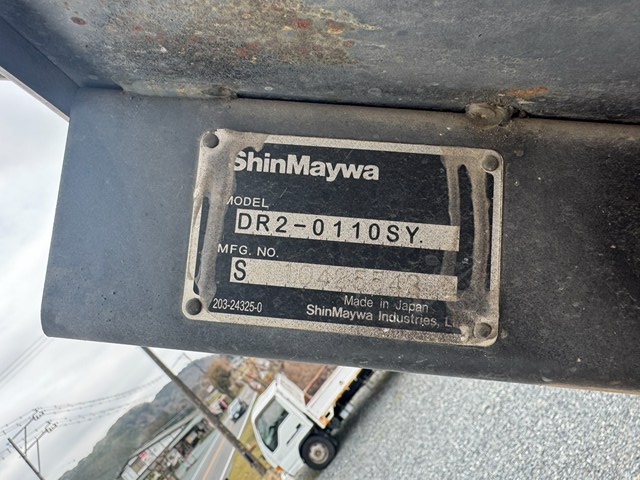 ShinMaywa
MODEL
DR2-0110SY.
MFG. NO.
S
203-24325-0
Made in Japan
ShinMaywa Industries, L